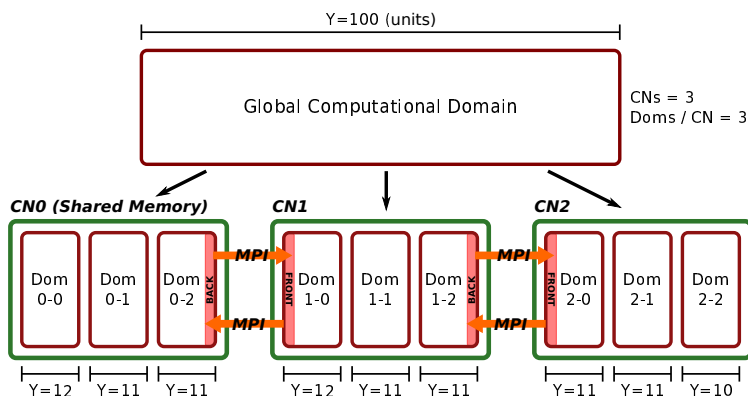 Y=100 (units)
Global Computational Domain
CNs = 3
Doms / CN = 3
CN0 (Shared Memory)
CN1
CN2
Dom
0-0
Dom
0-1
Dom
0-2
BACK
MPI
MPI
FRONT
Dom
1-0
Dom
1-1
Dom
1-2
BACK
MPI
MPI
FRONT
Dom
2-0
Dom
2-1
Dom
2-2
Y=12
Y=11
Y=11
Y=12
Y=11
Y=11
Y=11
Y=11
Y=10